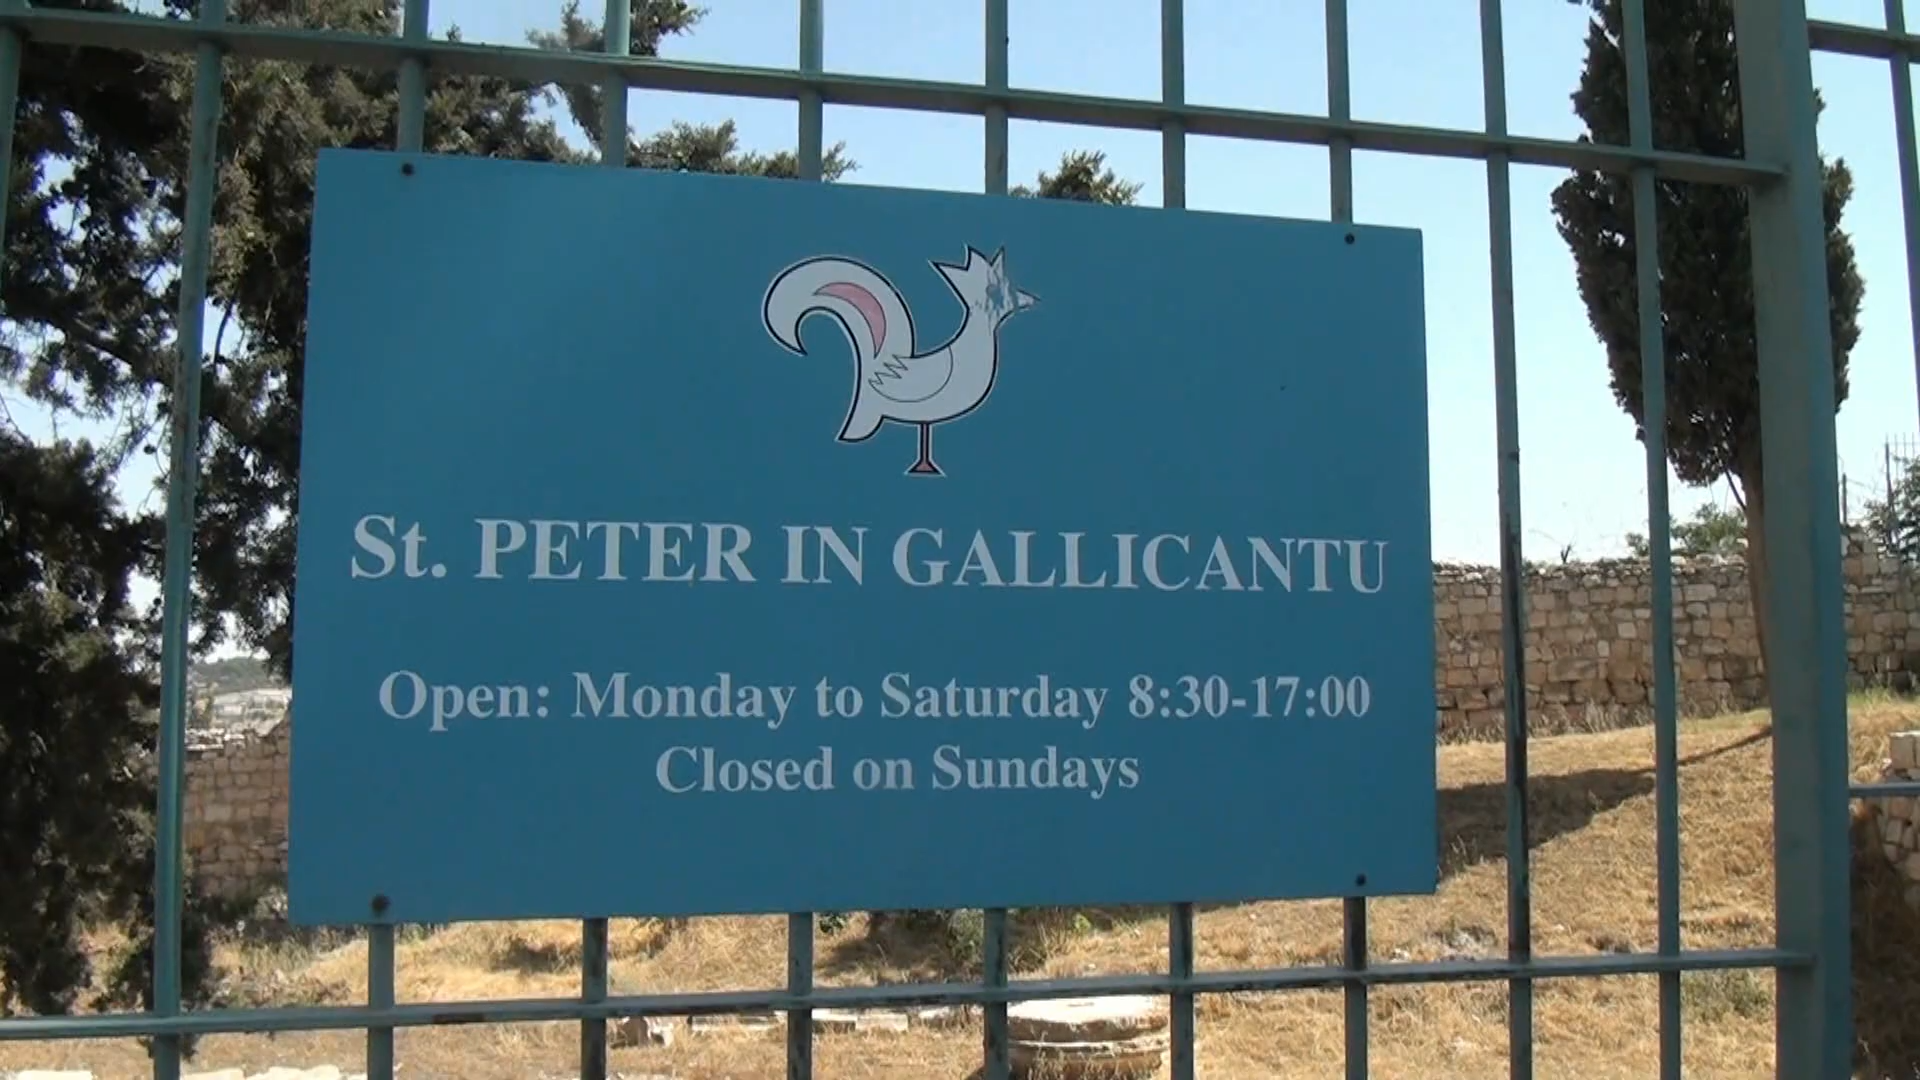 St. PETER IN GALLICANTU
Open: Monday to Saturday 8:30-17:00
Closed on Sundays